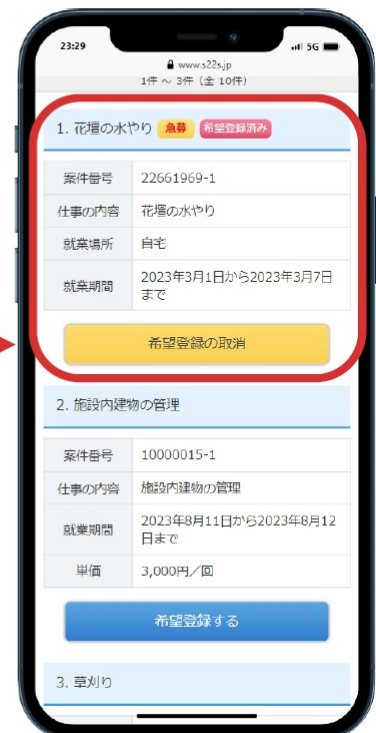 23:29 5G
www.s22s.jp
1件 ～ 3件 (全 10件)
1. 花壇の水やり 急募 希望登録済み
案件番号 22661969-1
仕事の内容 花壇の水やり
就業場所 自宅
就業期間 2023年3月1日から2023年3月7日
まで
希望登録の取消
2. 施設内建物の管理
案件番号 10000015-1
仕事の内容 施設内建物の管理
就業期間 2023年8月11日から2023年8月12
日まで
単価 3,000円／回
希望登録する
3. 草刈り